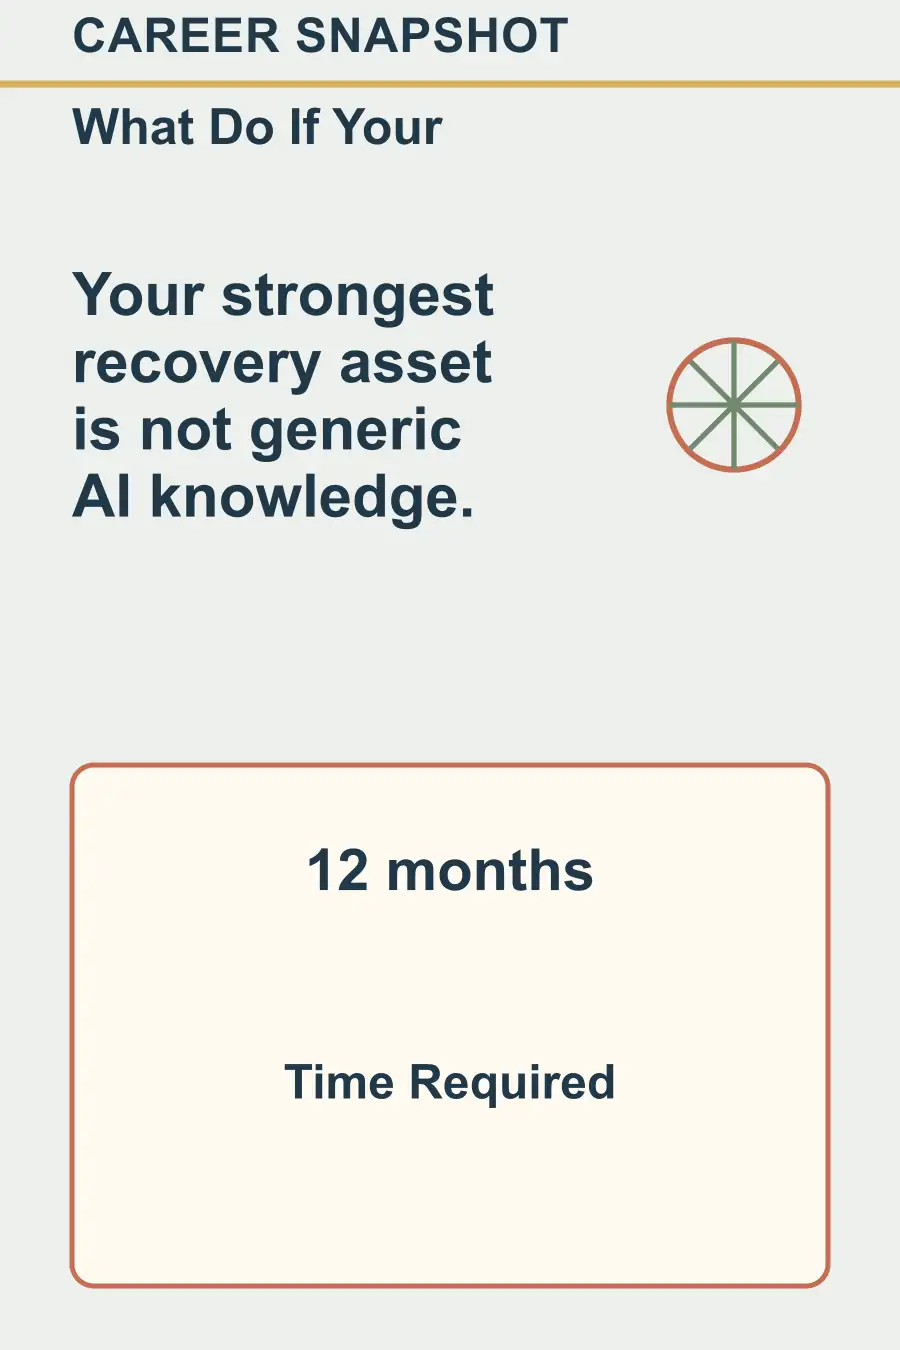 CAREER SNAPSHOT
What Do If Your
Your strongest
recovery asset
is not generic
AI knowledge.
12 months
Time Required